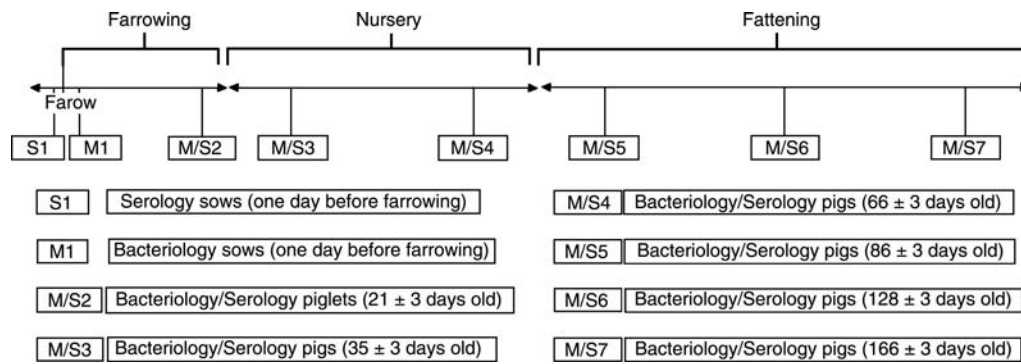 Farrowing Nursery Fattening
Farow
S1 M1 M/S2 M/S3 M/S4 M/S5 M/S6 M/S7
S1 Serology sows (one day before farrowing)
M/S4 Bacteriology/Serology pigs (66 ± 3 days old)
M1 Bacteriology sows (one day before farrowing)
M/S5 Bacteriology/Serology pigs (86 ± 3 days old)
M/S2 Bacteriology/Serology piglets (21 ± 3 days old)
M/S6 Bacteriology/Serology pigs (128 ± 3 days old)
M/S3 Bacteriology/Serology pigs (35 ± 3 days old)
M/S7 Bacteriology/Serology pigs (166 ± 3 days old)